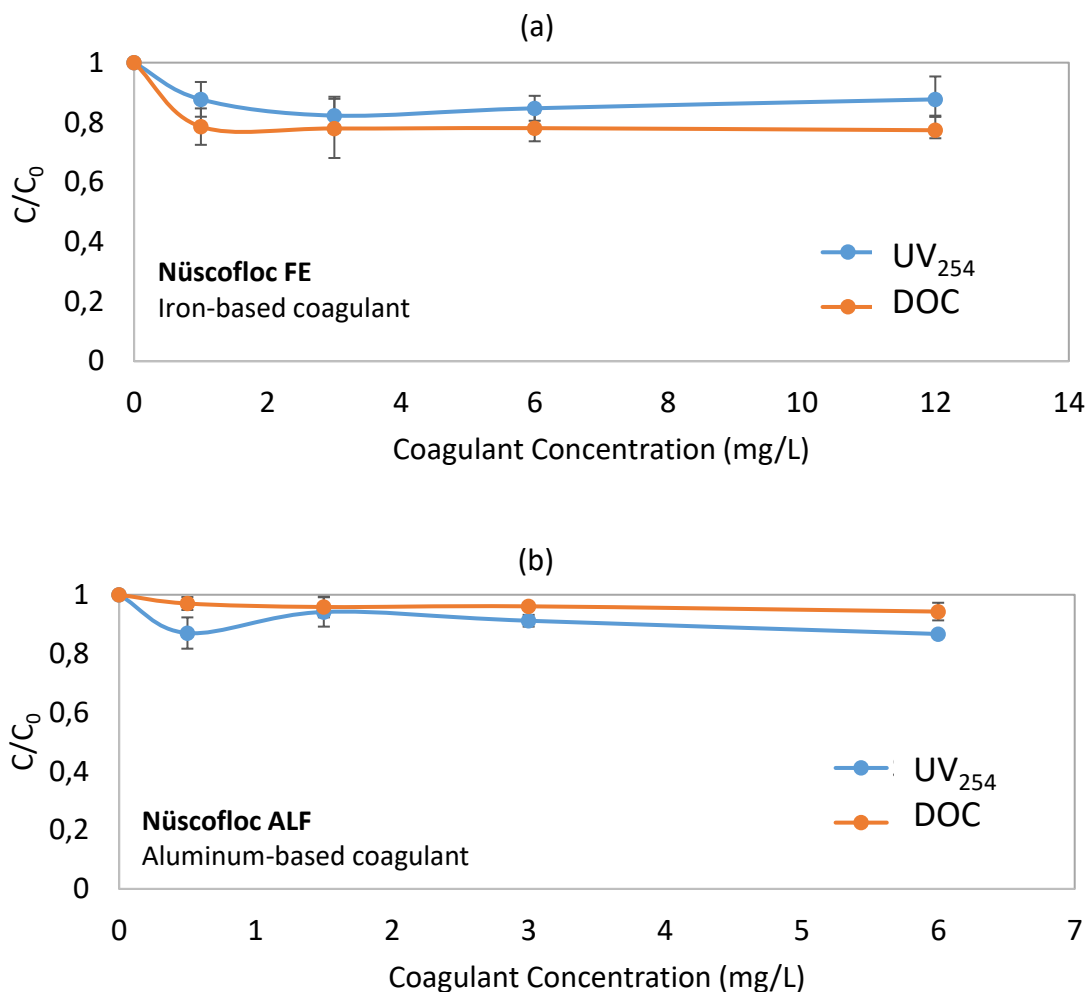 (a)
1
0,8
0,6
0,4
0,2
0
C/C₀
Nüscofloc FE
Iron-based coagulant
UV₂₅₄
DOC
0 2 4 6 8 10 12 14
Coagulant Concentration (mg/L)
(b)
1
0,8
0,6
0,4
0,2
0
C/C₀
Nüscofloc ALF
Aluminum-based coagulant
UV₂₅₄
DOC
0 1 2 3 4 5 6 7
Coagulant Concentration (mg/L)